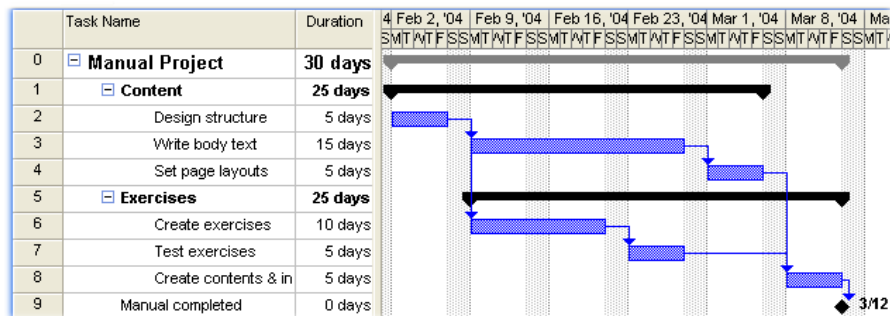 Task Name Duration 4 Feb 2, '04 Feb 9, '04 Feb 16, '04 Feb 23, '04 Mar 1, '04 Mar 8, '04 Ma
S M T W T F S S M T W T F S S M T W T F S S M T W T F S S M T W T F S S M T W T F S S M T W
0 Manual Project 30 days
1 Content 25 days
2 Design structure 5 days
3 Write body text 15 days
4 Set page layouts 5 days
5 Exercises 25 days
6 Create exercises 10 days
7 Test exercises 5 days
8 Create contents & in 5 days
9 Manual completed 0 days 3/12